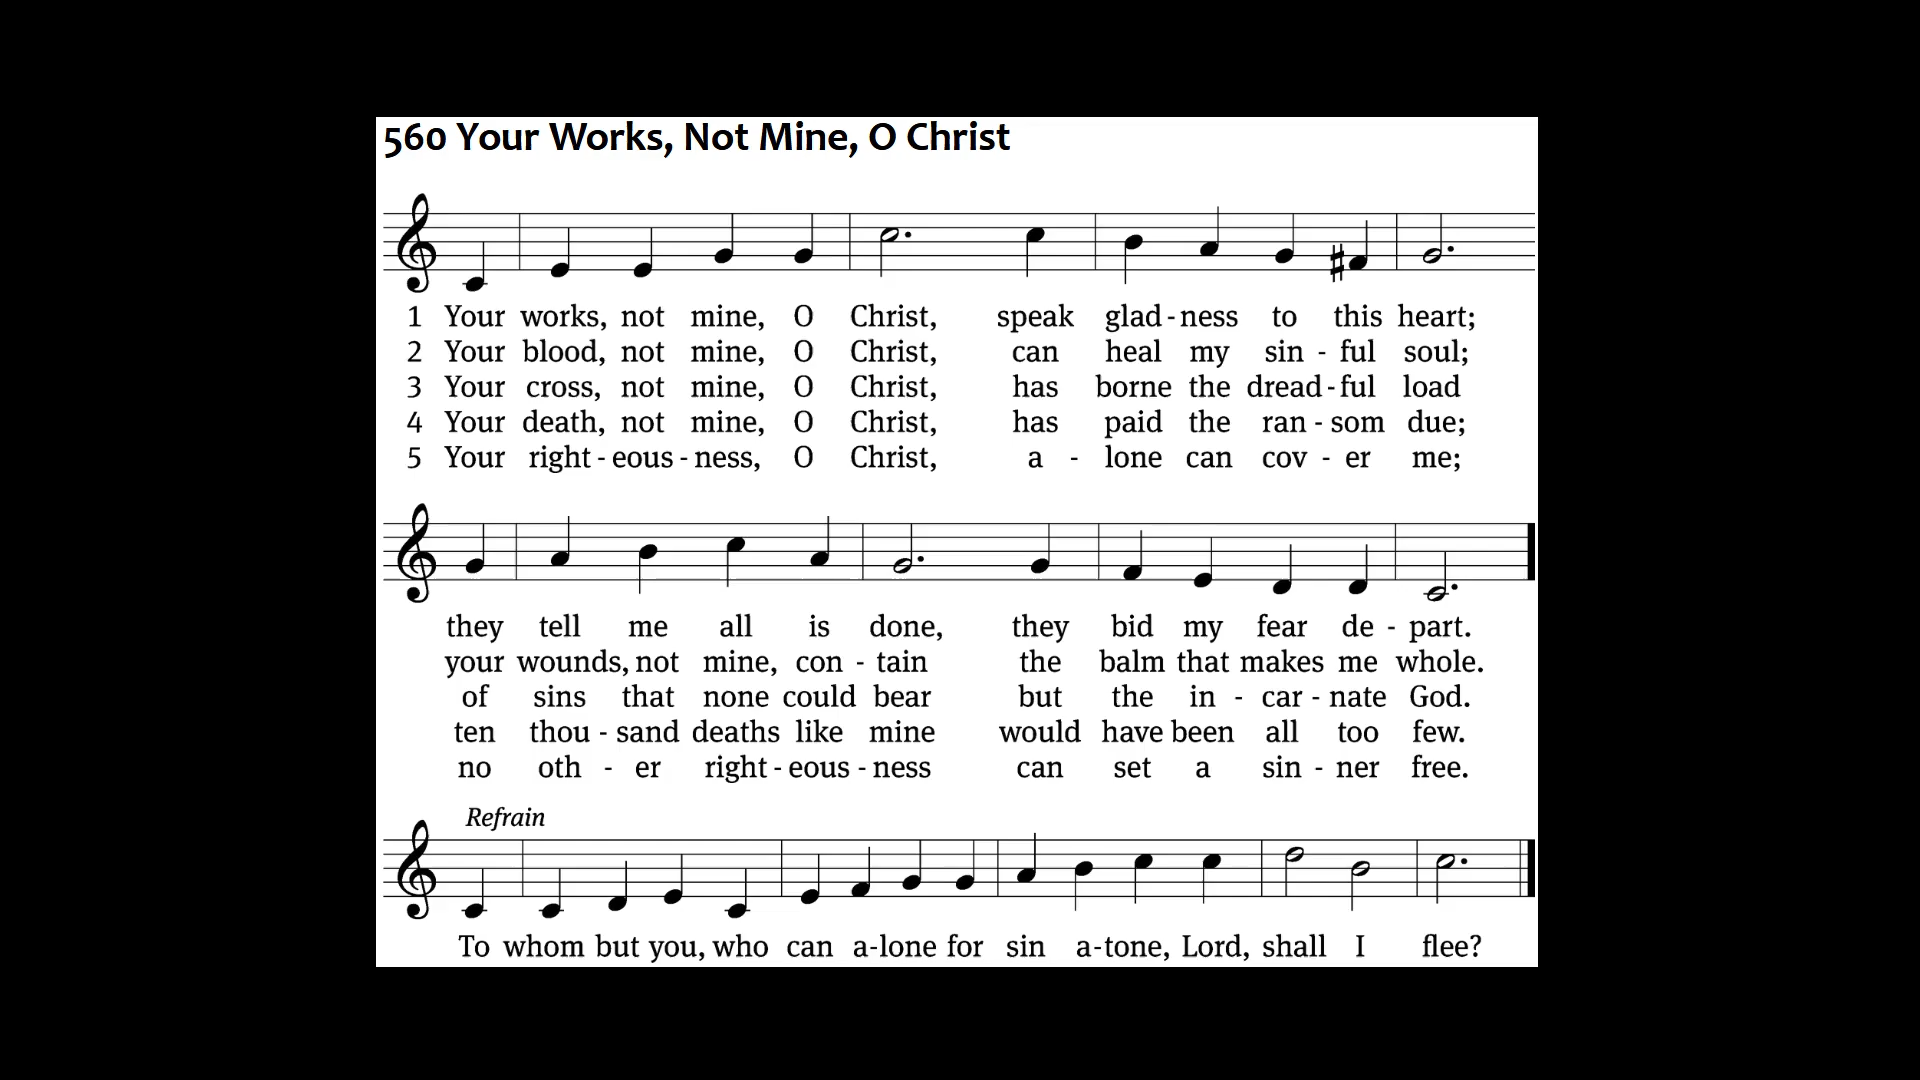 560 Your Works, Not Mine, O Christ
1 Your works, not mine, O Christ, speak glad - ness to this heart;
2 Your blood, not mine, O Christ, can heal my sin - ful soul;
3 Your cross, not mine, O Christ, has borne the dread - ful load
4 Your death, not mine, O Christ, has paid the ran - som due;
5 Your right - eous - ness, O Christ, a - lone can cov - er me;
they tell me all is done, they bid my fear de - part.
your wounds, not mine, con - tain the balm that makes me whole.
of sins that none could bear but the in - car - nate God.
ten thou - sand deaths like mine would have been all too few.
no oth - er right - eous - ness can set a sin - ner free.
Refrain
To whom but you, who can a-lone for sin a-tone, Lord, shall I flee?